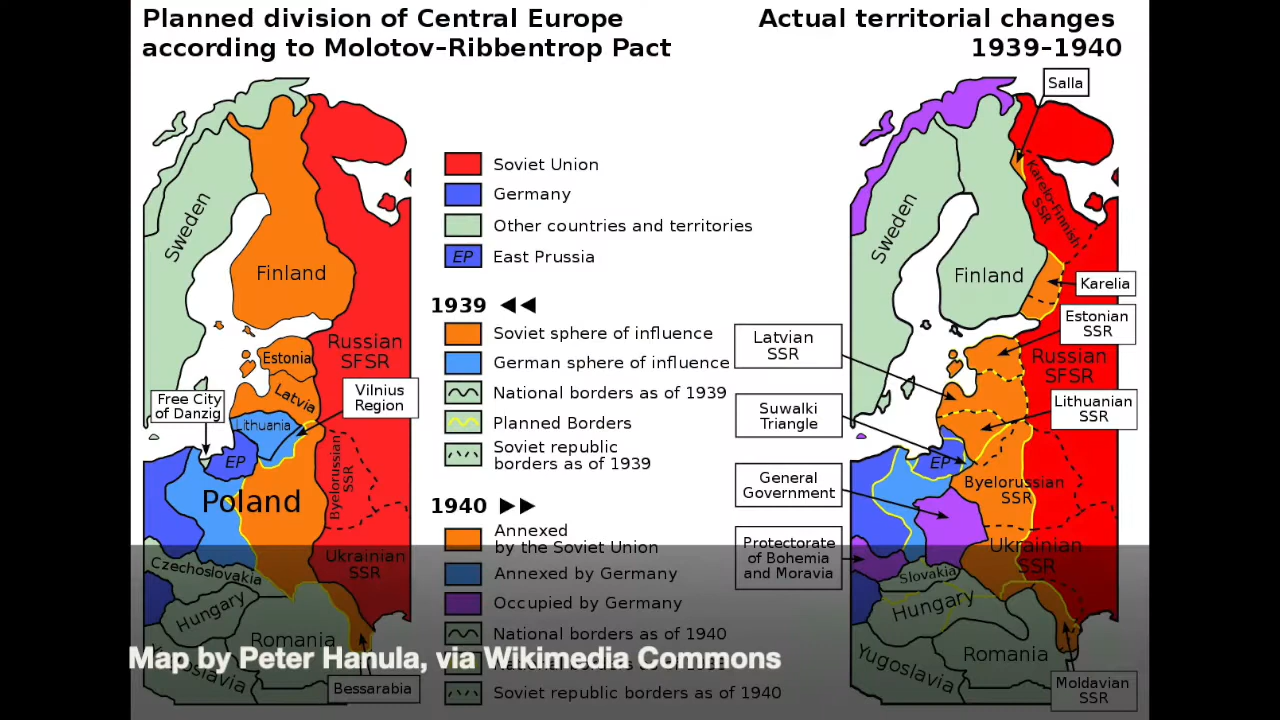 Planned division of Central Europe
according to Molotov–Ribbentrop Pact
Sweden
Finland
Estonia
Latvia
Lithuania
Russian
SFSR
Free City
of Danzig
Vilnius
Region
EP
Poland
Byelorussian
SSR
Ukrainian
SSR
Czechoslovakia
Hungary
Romania
Yugoslavia
Bessarabia
Soviet Union
Germany
Other countries and territories
EP East Prussia
1939
Soviet sphere of influence
German sphere of influence
National borders as of 1939
Planned Borders
Soviet republic
borders as of 1939
1940
Annexed
by the Soviet Union
Annexed by Germany
Occupied by Germany
National borders as of 1940
Soviet republic borders as of 1940
Actual territorial changes
1939–1940
Salla
Sweden
Finland
Karelo-Finnish
SSR
Karelia
Estonian
SSR
Latvian
SSR
Russian
SFSR
Suwalki
Triangle
Lithuanian
SSR
EP
General
Government
Byelorussian
SSR
Protectorate
of Bohemia
and Moravia
Ukrainian
SSR
Slovakia
Hungary
Romania
Yugoslavia
Moldavian
SSR
Map by Peter Hanula, via Wikimedia Commons